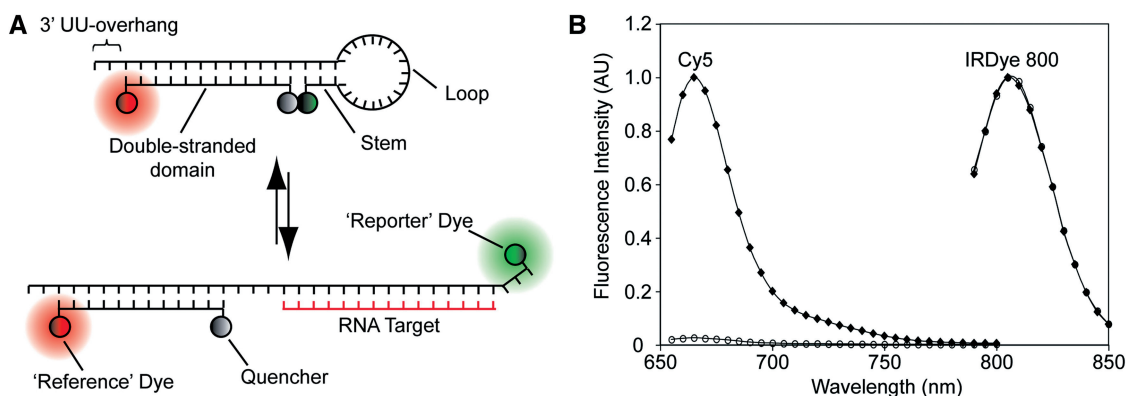 A
3' UU-overhang
Loop
Stem
Double-stranded
domain
'Reporter' Dye
RNA Target
'Reference' Dye
Quencher
B
Fluorescence Intensity (AU)
1.2
1.0
0.8
0.6
0.4
0.2
0
Cy5
IRDye 800
650
700
750
800
850
Wavelength (nm)